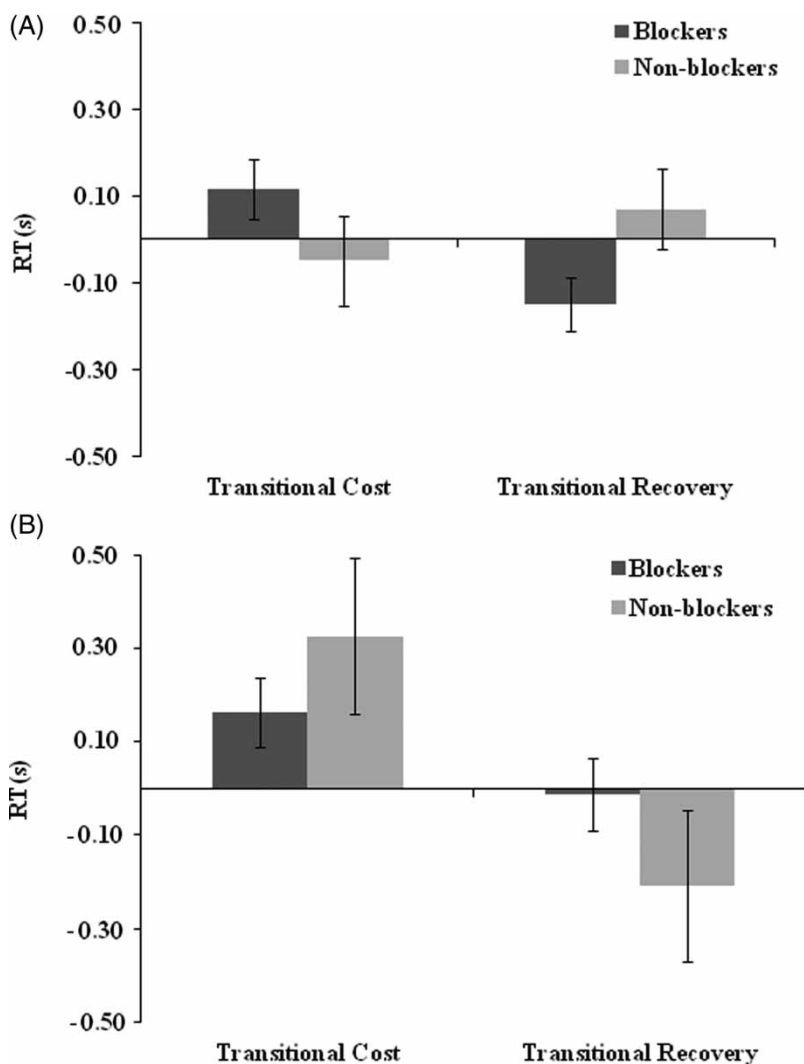 (A)
0.50
0.30
0.10
-0.10
-0.30
-0.50
RT(s)
Blockers
Non-blockers
Transitional Cost Transitional Recovery
(B)
0.50
0.30
0.10
-0.10
-0.30
-0.50
RT(s)
Blockers
Non-blockers
Transitional Cost Transitional Recovery